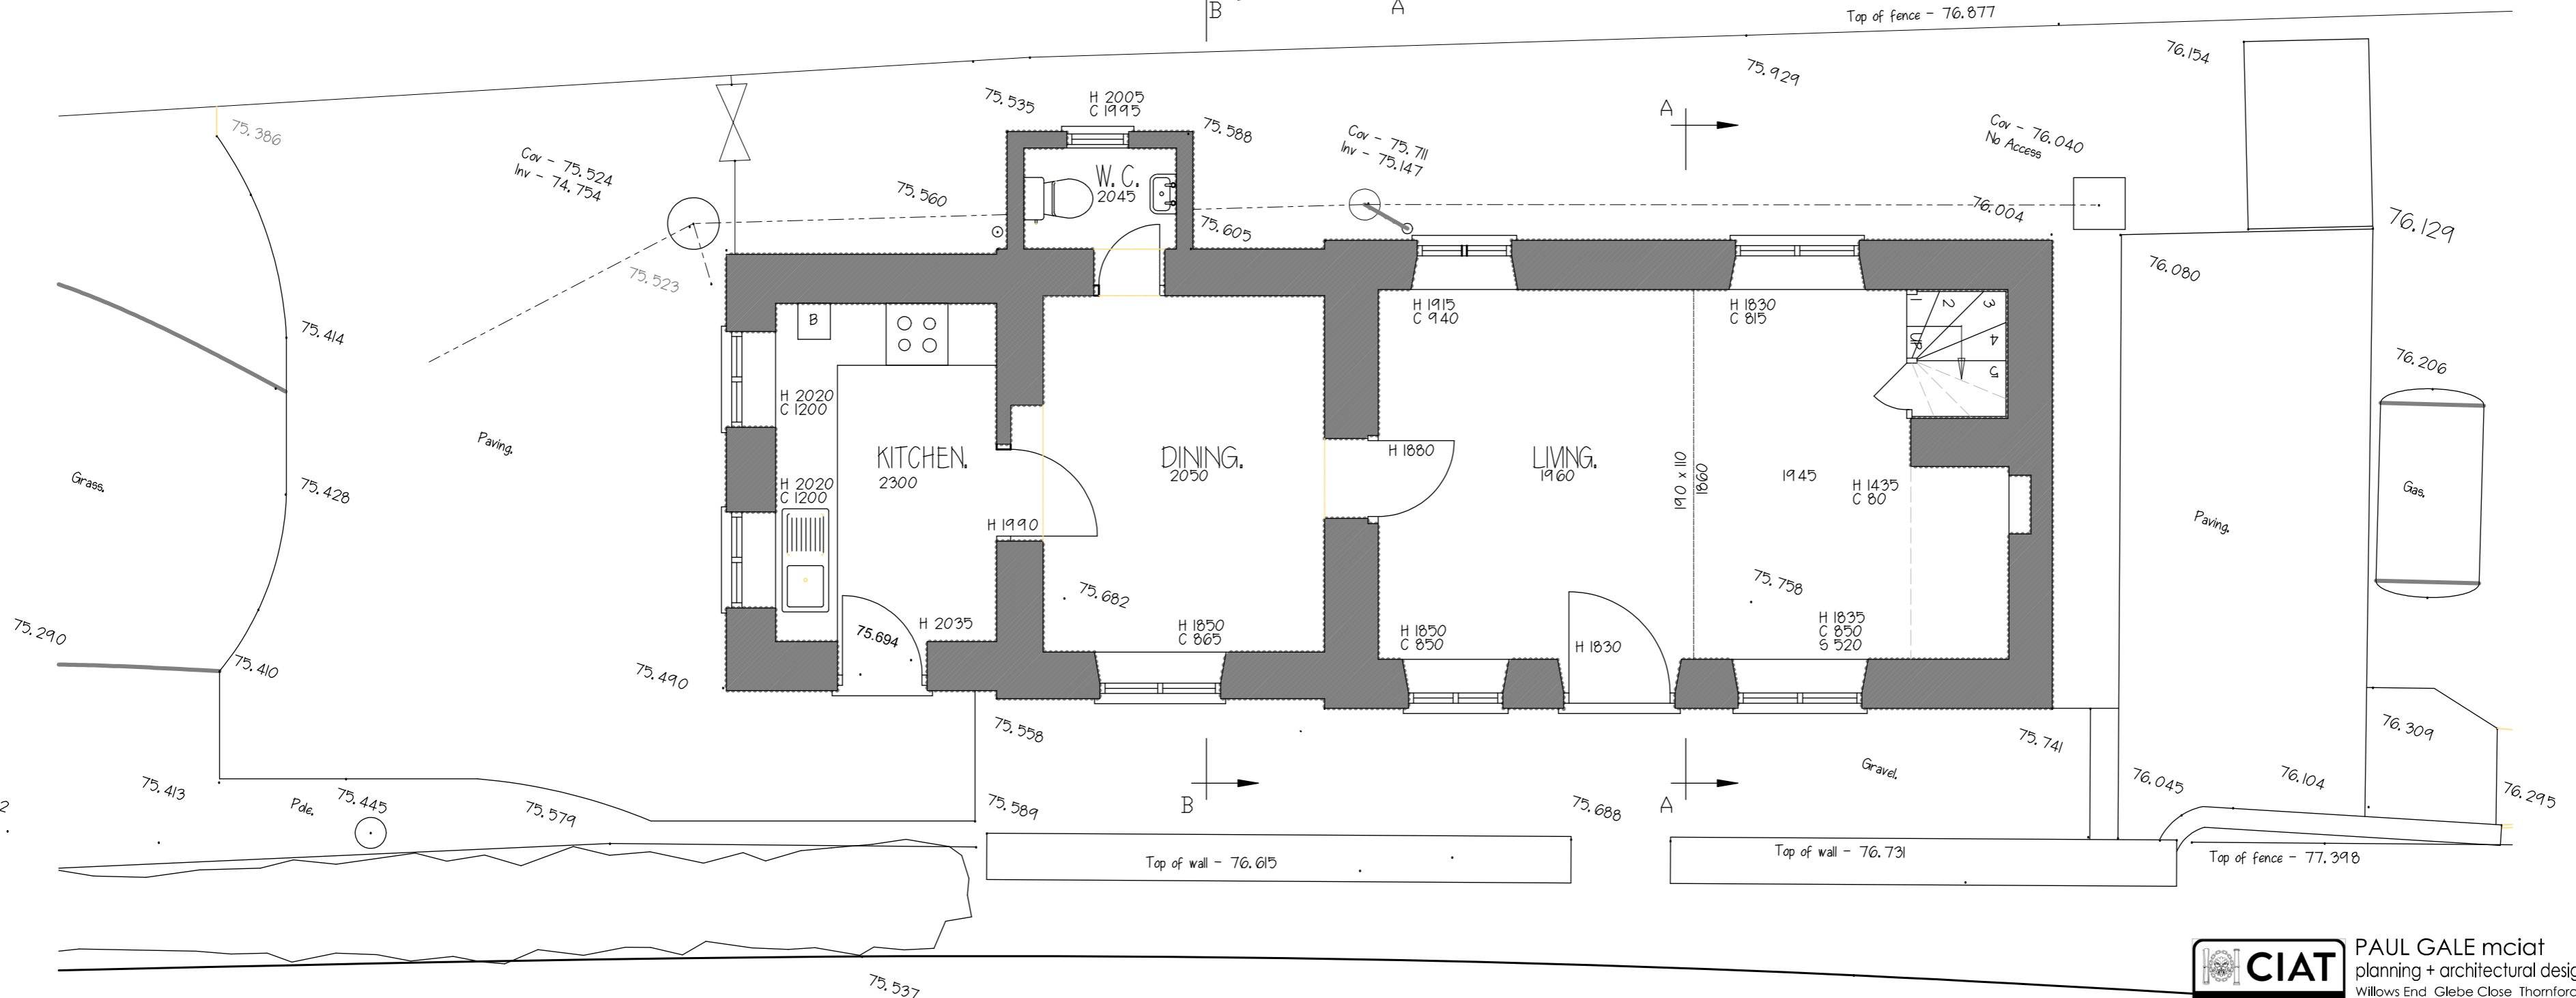 B
A
Top of fence - 76.877
76.154
75.929
75.535
H 2005
C 1995
75.588
A
75.386
Cov - 75.524
Inv - 74.754
Cov - 75.711
Inv - 75.147
Cov - 76.040
No Access
75.560
W.C.
2045
75.605
76.004
76.129
75.523
76.080
B
H 1915
C 940
H 1830
C 815
1
2
3
4
5
UP
75.414
76.206
H 2020
C 1200
Paving.
KITCHEN.
2300
DINING.
2050
H 1880
LIVING.
1960
190 x 110
1860
1945
H 1435
C 80
Grass.
75.428
H 2020
C 1200
H 1990
Gas.
Paving.
75.682
75.758
75.290
75.410
75.490
75.694
H 2035
H 1850
C 865
H 1850
C 850
H 1830
H 1835
C 850
S 520
75.558
75.741
76.309
Gravel.
2
75.413
Pole.
75.445
75.579
75.589
B
75.688
A
76.045
76.104
76.295
Top of wall - 76.615
Top of wall - 76.731
Top of fence - 77.398
75.537
CIAT
PAUL GALE mciat
planning + architectural desig
Willows End Glebe Close Thornford